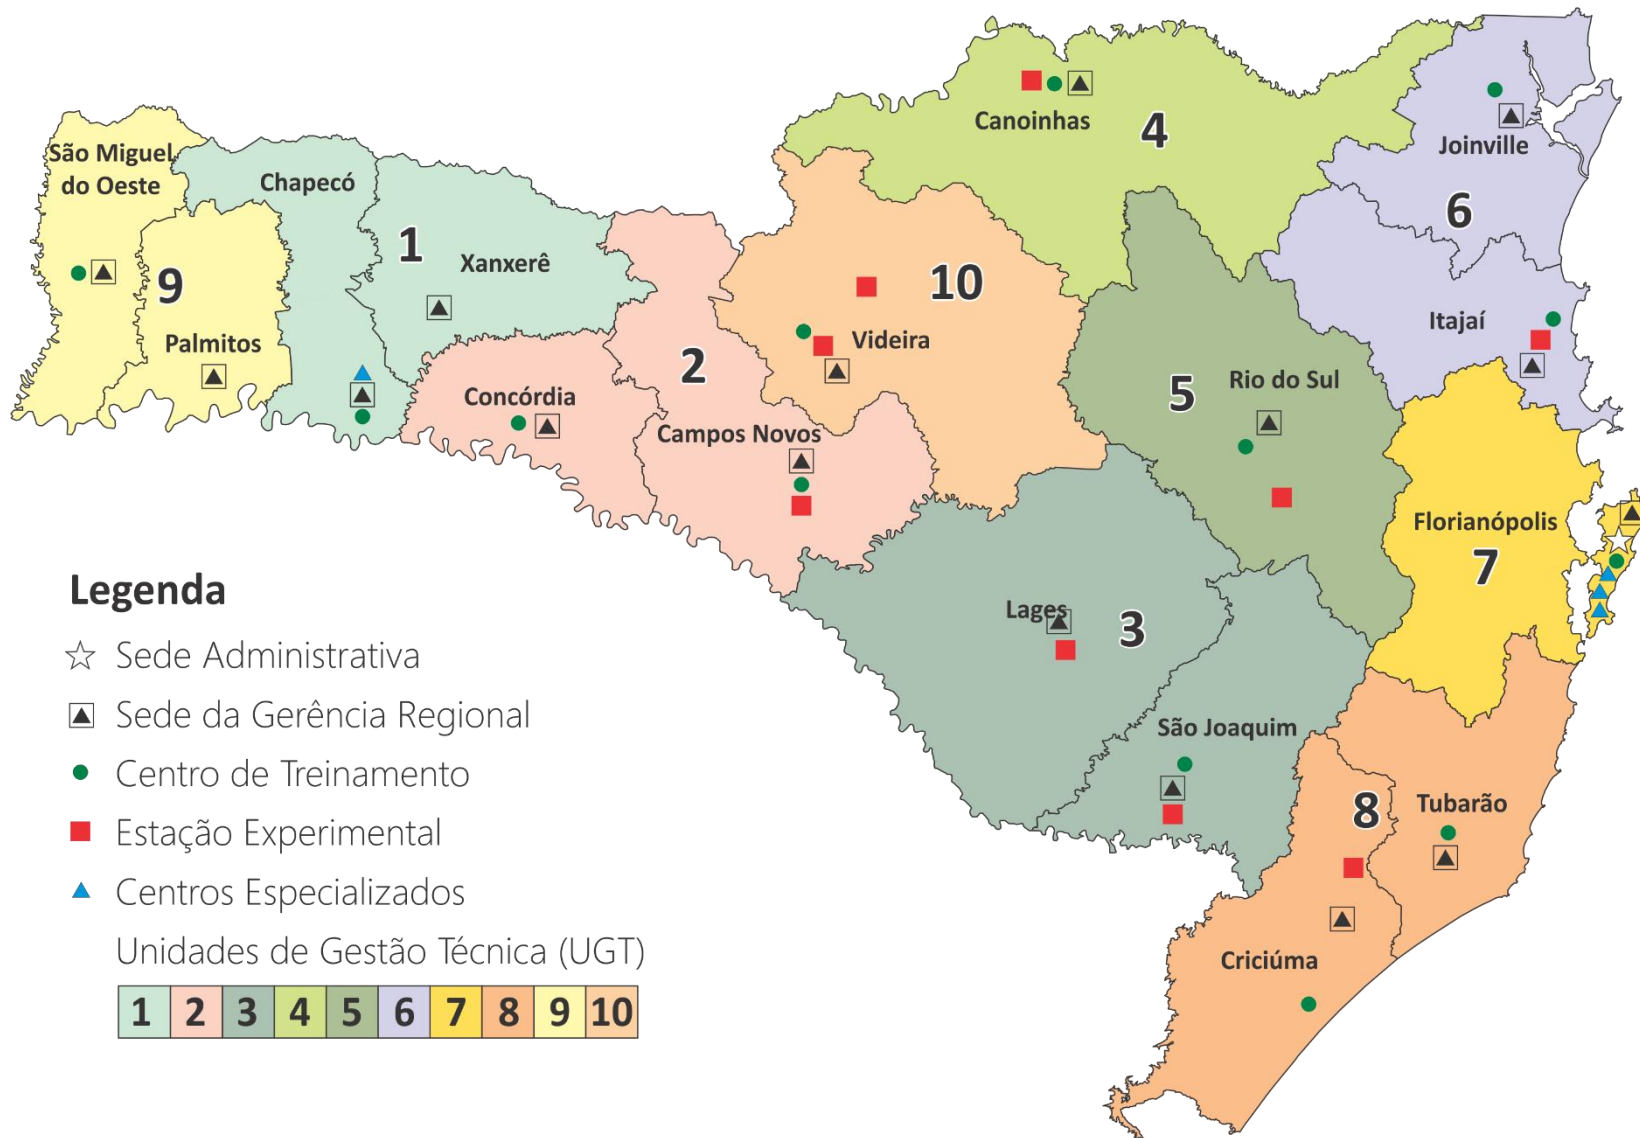 São Miguel
do Oeste
Chapecó
1
Xanxerê
9
Palmitos
Concórdia
2
Campos Novos
10
Videira
Canoinhas
4
Joinville
6
Itajaí
5
Rio do Sul
Florianópolis
7
Lages
3
São Joaquim
8
Tubarão
Criciúma
Legenda
Sede Administrativa
Sede da Gerência Regional
Centro de Treinamento
Estação Experimental
Centros Especializados
Unidades de Gestão Técnica (UGT)
1 2 3 4 5 6 7 8 9 10